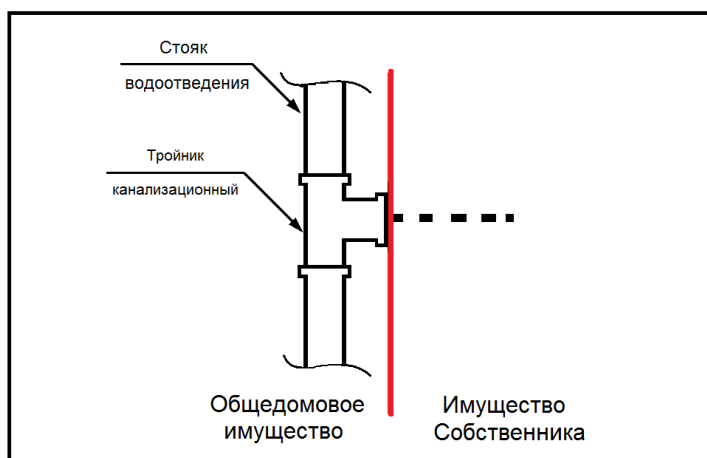 Стояк
водоотведения
Тройник
канализационный
Общедомовое
имущество
Имущество
Собственника